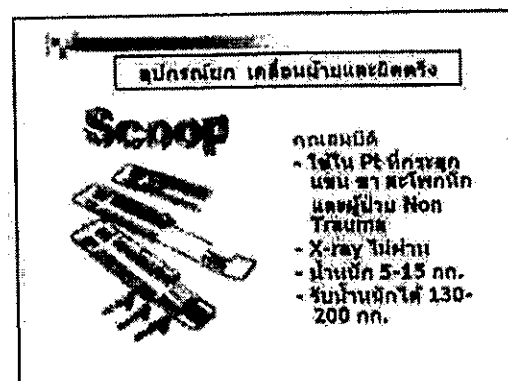 อุปกรณ์ยก เคลื่อนย้ายและยึดตรึง
Scoop
คุณสมบัติ
- ใช้ใน Pt ที่กระดูก
แขน ขา สะโพกหัก
และผู้ป่วย Non
Trauma
- X-ray ไม่ผ่าน
- น้ำหนัก 5-15 กก.
- รับน้ำหนักได้ 130-
200 กก.